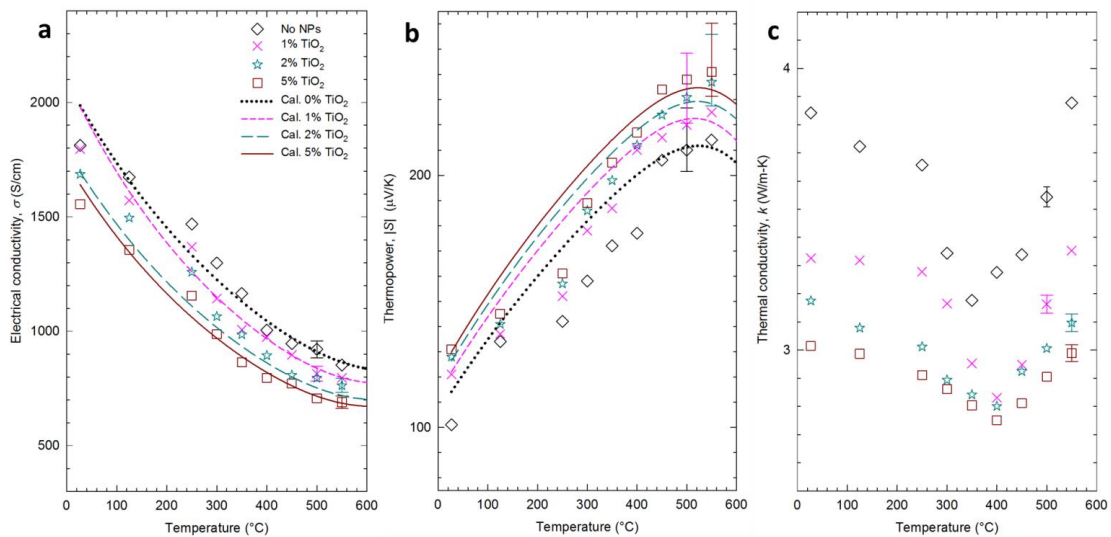 a
No NPs
1% TiO₂
2% TiO₂
5% TiO₂
Cal. 0% TiO₂
Cal. 1% TiO₂
Cal. 2% TiO₂
Cal. 5% TiO₂
2000
1500
1000
500
Electrical conductivity, σ (S/cm)
0 100 200 300 400 500 600
Temperature (°C)
b
200
100
Thermopower, |S| (μV/K)
0 100 200 300 400 500 600
Temperature (°C)
c
4
3
Thermal conductivity, k (W/m-K)
0 100 200 300 400 500 600
Temperature (°C)